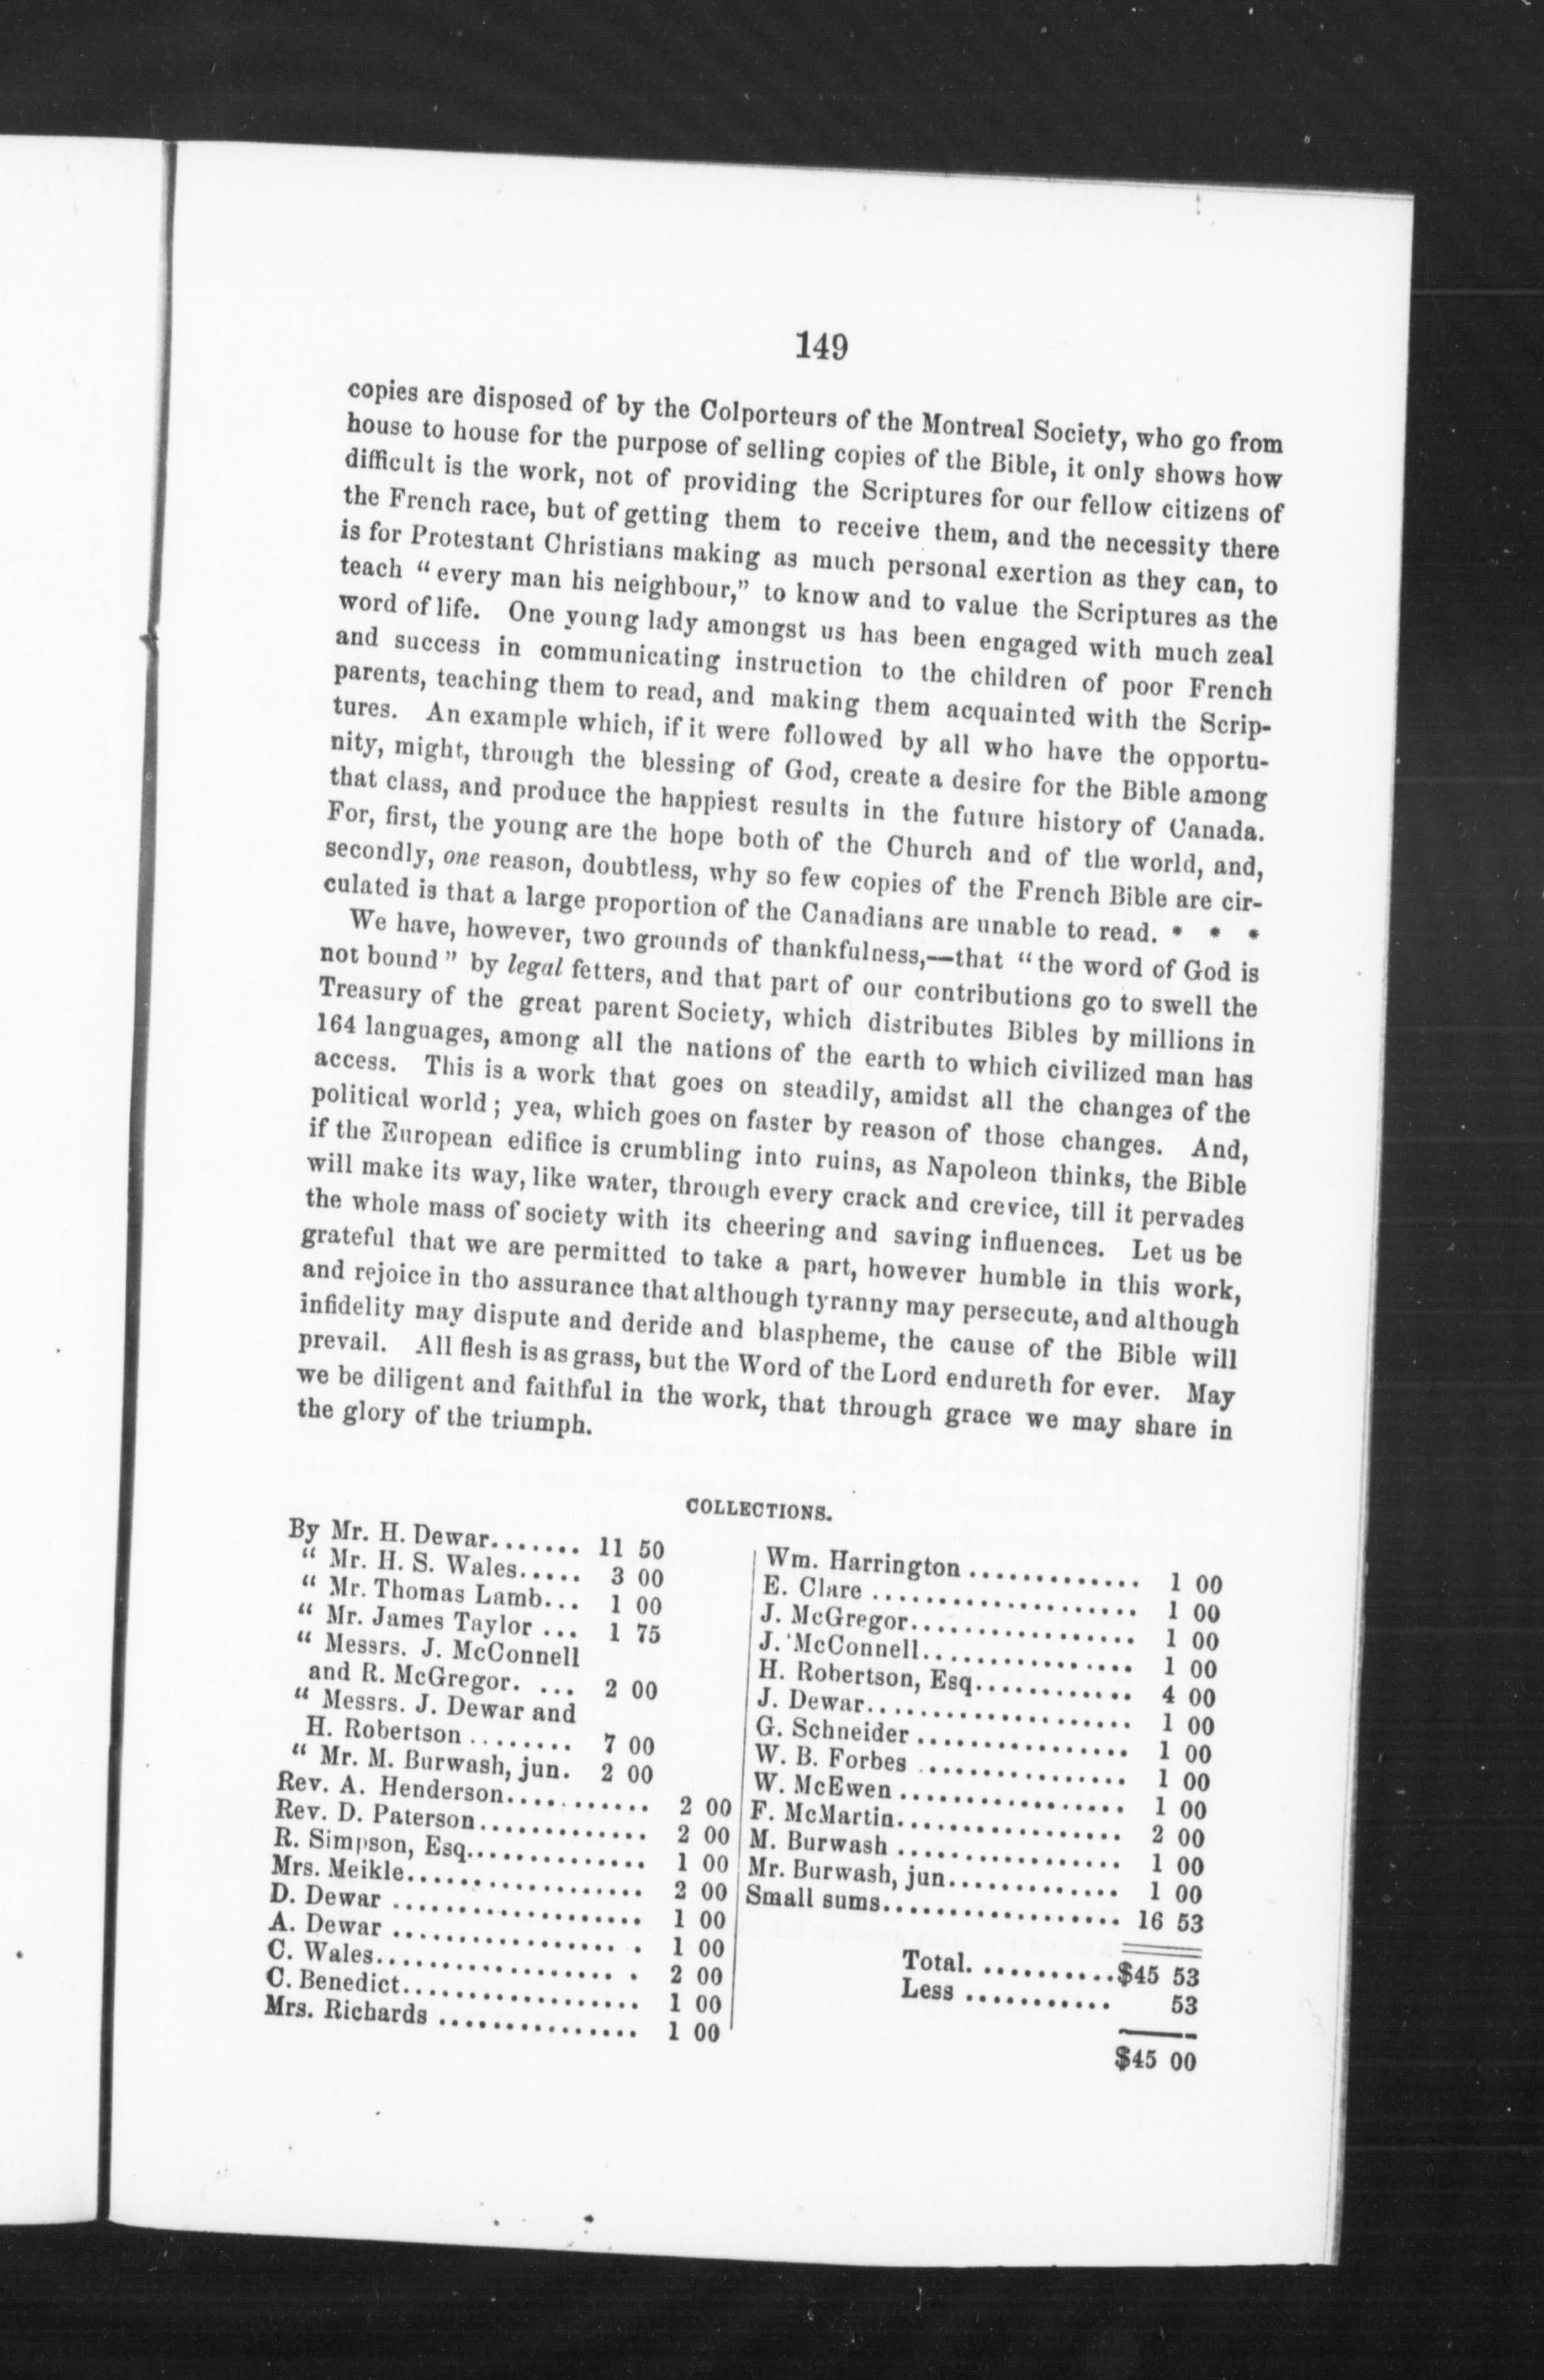 149
copies are disposed of by the Colporteurs of the Montreal Society, who go from
house to house for the purpose of selling copies of the Bible, it only shows how
difficult is the work, not of providing the Scriptures for our fellow citizens of
the French race, but of getting them to receive them, and the necessity there
is for Protestant Christians making as much personal exertion as they can, to
teach “every man his neighbour,” to know and to value the Scriptures as the
word of life. One young lady amongst us has been engaged with much zeal
and success in communicating instruction to the children of poor French
parents, teaching them to read, and making them acquainted with the Scrip-
tures. An example which, if it were followed by all who have the opportu-
nity, might, through the blessing of God, create a desire for the Bible among
that class, and produce the happiest results in the future history of Canada.
For, first, the young are the hope both of the Church and of the world, and,
secondly, one reason, doubtless, why so few copies of the French Bible are cir-
culated is that a large proportion of the Canadians are unable to read. * * *
We have, however, two grounds of thankfulness,—that “the word of God is
not bound” by legal fetters, and that part of our contributions go to swell the
Treasury of the great parent Society, which distributes Bibles by millions in
164 languages, among all the nations of the earth to which civilized man has
access. This is a work that goes on steadily, amidst all the changes of the
political world; yea, which goes on faster by reason of those changes. And,
if the European edifice is crumbling into ruins, as Napoleon thinks, the Bible
will make its way, like water, through every crack and crevice, till it pervades
the whole mass of society with its cheering and saving influences. Let us be
grateful that we are permitted to take a part, however humble in this work,
and rejoice in tho assurance that although tyranny may persecute, and although
infidelity may dispute and deride and blaspheme, the cause of the Bible will
prevail. All flesh is as grass, but the Word of the Lord endureth for ever. May
we be diligent and faithful in the work, that through grace we may share in
the glory of the triumph.
COLLECTIONS.
By Mr. H. Dewar....... 11 50
“ Mr. H. S. Wales..... 3 00
“ Mr. Thomas Lamb... 1 00
“ Mr. James Taylor ... 1 75
“ Messrs. J. McConnell
and R. McGregor. ... 2 00
“ Messrs. J. Dewar and
H. Robertson ........ 7 00
“ Mr. M. Burwash, jun. 2 00
Rev. A. Henderson........... 2 00
Rev. D. Paterson............. 2 00
R. Simpson, Esq.............. 1 00
Mrs. Meikle.................. 2 00
D. Dewar ................... 1 00
A. Dewar .................. 1 00
C. Wales................... 2 00
C. Benedict.................. 1 00
Mrs. Richards ............... 1 00
Wm. Harrington ............. 1 00
E. Clare .................... 1 00
J. McGregor................. 1 00
J. McConnell................ 1 00
H. Robertson, Esq............ 4 00
J. Dewar.................... 1 00
G. Schneider ................ 1 00
W. B. Forbes ................ 1 00
W. McEwen ................. 1 00
F. McMartin................. 2 00
M. Burwash ................. 1 00
Mr. Burwash, jun............. 1 00
Small sums.................. 16 53
Total. ..........$45 53
Less ........... 53
$45 00